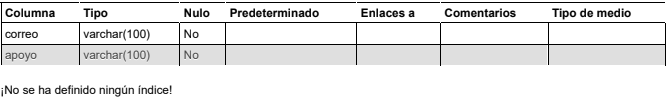 Columna Tipo Nulo Predeterminado Enlaces a Comentarios Tipo de medio
correo varchar(100) No
apoyo varchar(100) No
¡No se ha definido ningún índice!